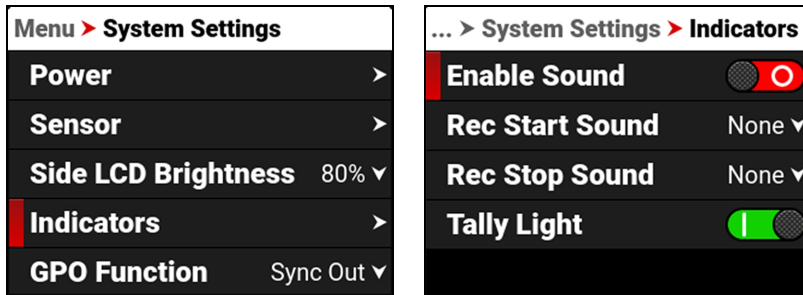 Menu > System Settings
Power >
Sensor >
Side LCD Brightness 80%
Indicators >
GPO Function Sync Out
... > System Settings > Indicators
Enable Sound
Rec Start Sound None
Rec Stop Sound None
Tally Light